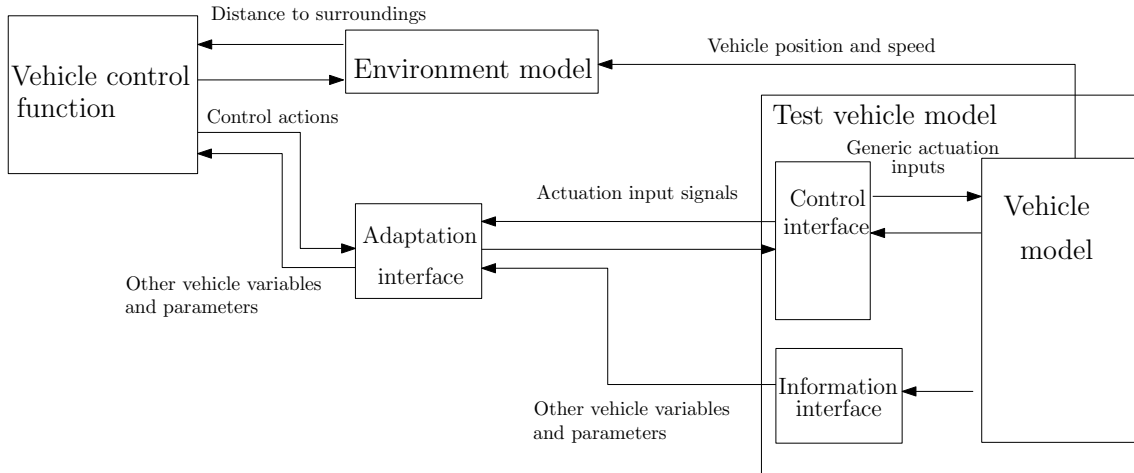 Distance to surroundings
Vehicle control
function
Environment model
Vehicle position and speed
Control actions
Test vehicle model
Generic actuation
inputs
Actuation input signals
Control
interface
Vehicle
model
Adaptation
interface
Other vehicle variables
and parameters
Information
interface
Other vehicle variables
and parameters